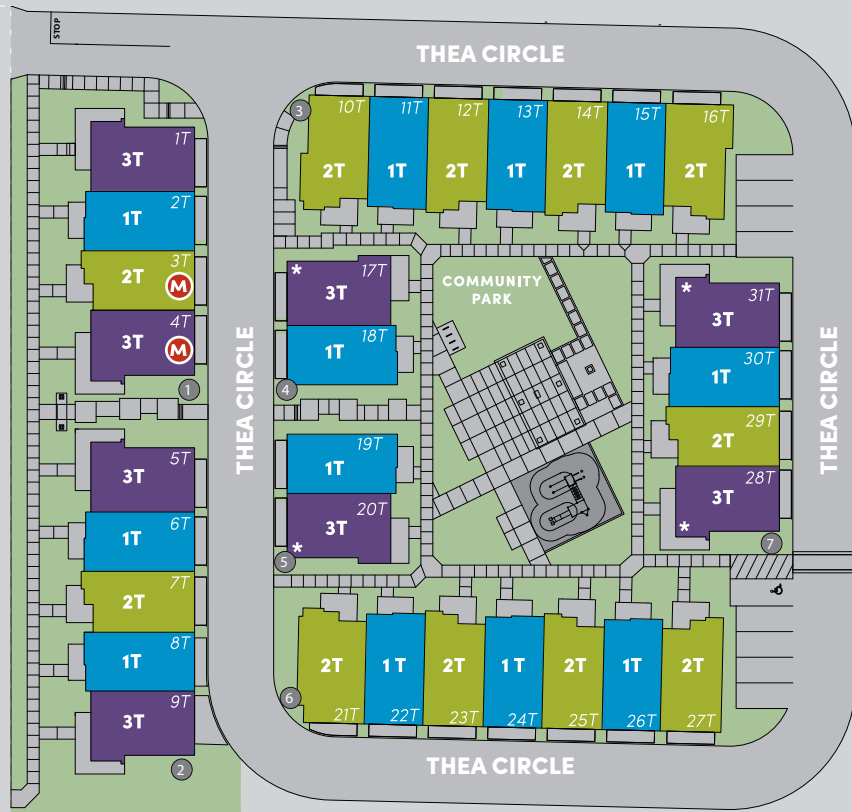 STOP
THEA CIRCLE
3
10T
11T
12T
13T
14T
15T
16T
2T
1T
2T
1T
2T
1T
2T
1T
3T
2T
1T
3T
2T
M
4T
3T
M
1
THEA CIRCLE
5T
3T
6T
1T
7T
2T
8T
1T
9T
3T
2
*
17T
3T
18T
1T
4
19T
1T
20T
3T
*
5
COMMUNITY
PARK
*
31T
3T
30T
1T
29T
2T
28T
3T
*
7
THEA CIRCLE
2T
1T
2T
1T
2T
1T
2T
6
21T
22T
23T
24T
25T
26T
27T
THEA CIRCLE